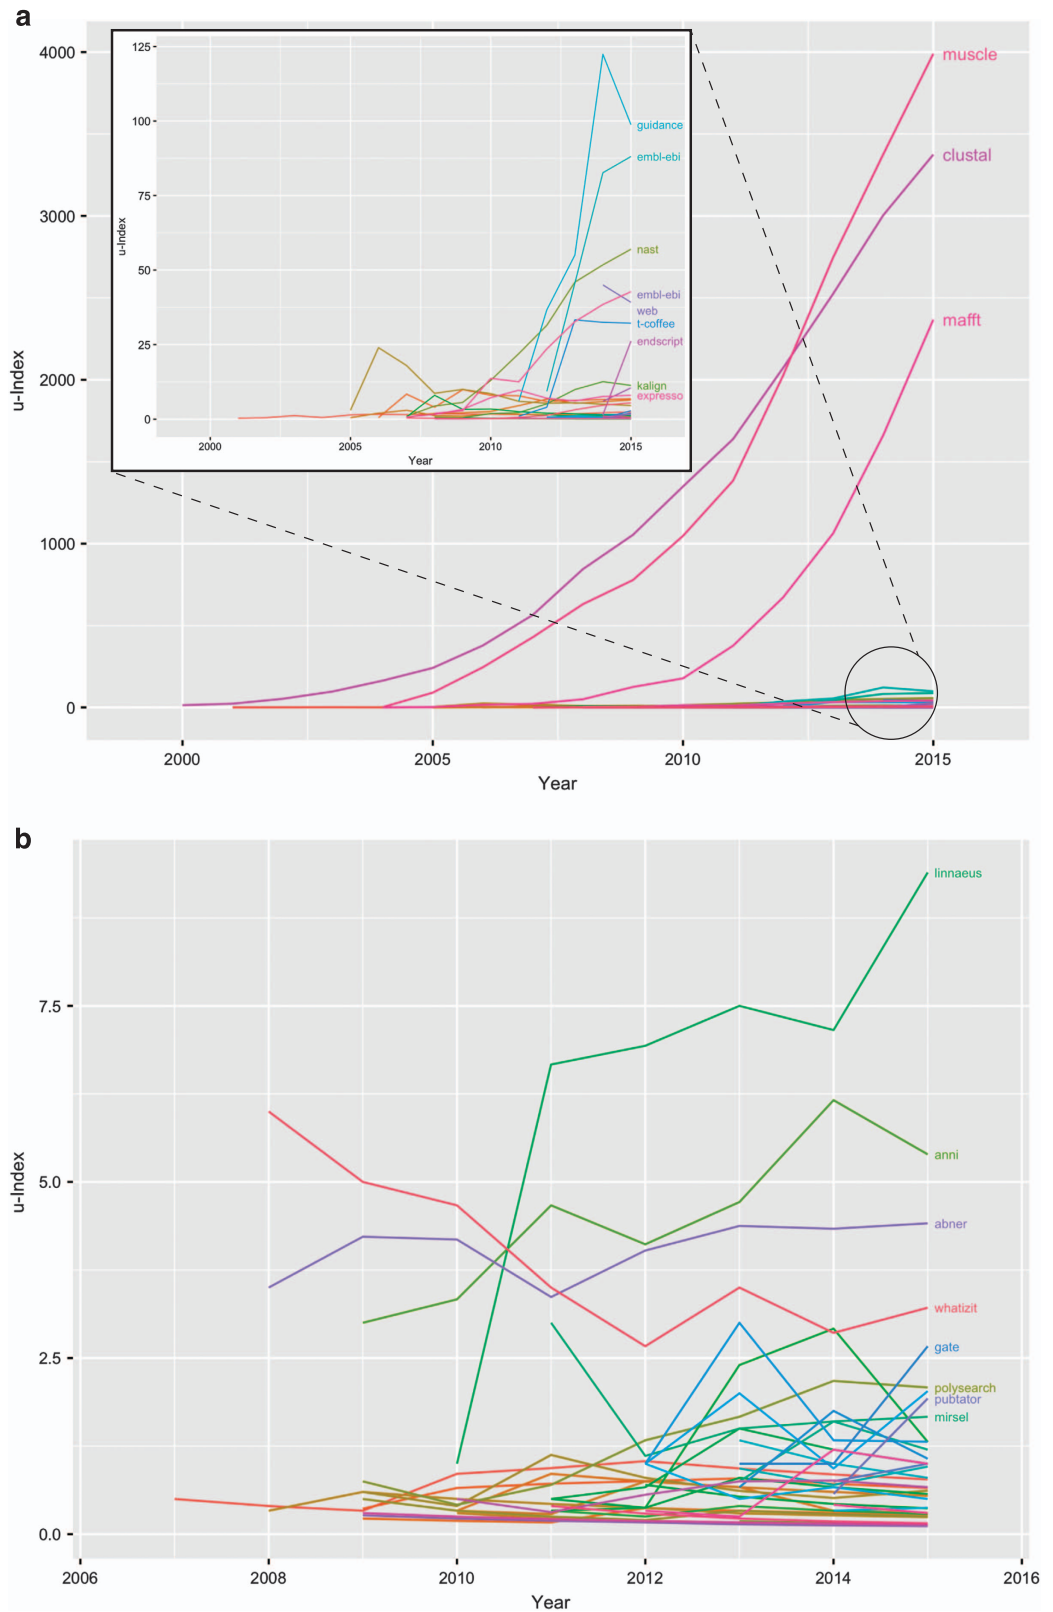 a
4000
3000
2000
1000
0
u-Index
2000
2005
2010
2015
Year
muscle
clustal
mafft
125
100
75
50
25
0
u-Index
2000
2005
2010
2015
Year
guidance
embl-ebi
nast
embl-ebi
web
t-coffee
endscript
kalign
expresso
b
7.5
5.0
2.5
0.0
u-Index
2006
2008
2010
2012
2014
2016
Year
linnaeus
anni
abner
whatizit
gate
polysearch
pubtator
mirsel